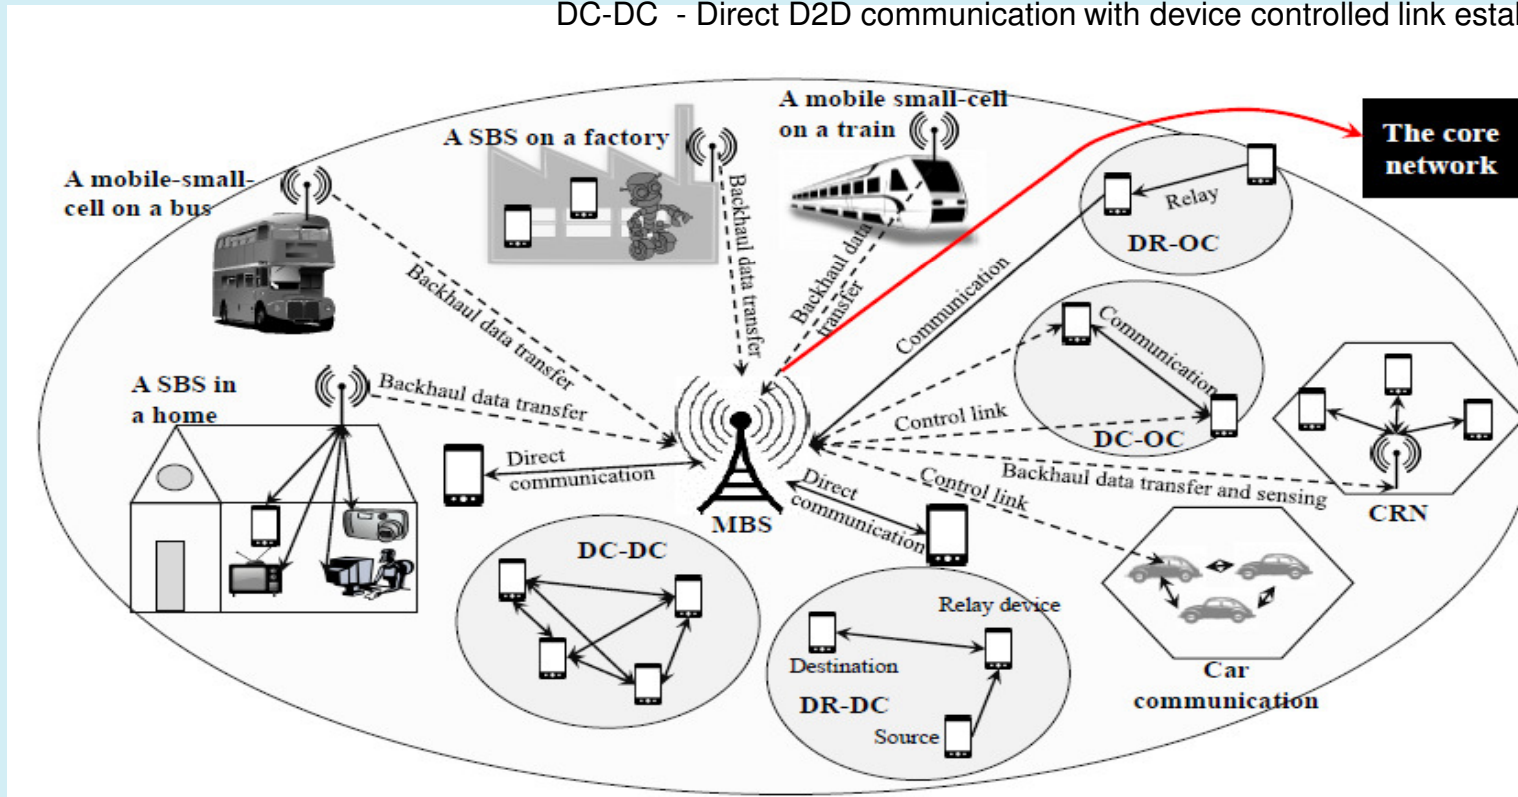 DC-DC - Direct D2D communication with device controlled link
A mobile small-cell
on a train
A SBS on a factory
The core
network
A mobile-small-
cell on a bus
Relay
DR-OC
Backhaul data transfer
Backhaul data transfer
Backhaul data
transfer
Communication
Communication
A SBS in
a home
Backhaul data transfer
Control link
DC-OC
Direct
communication
Control link
Backhaul data transfer and sensing
Direct
communication
CRN
MBS
DC-DC
Relay device
Destination
DR-DC
Source
Car
communication